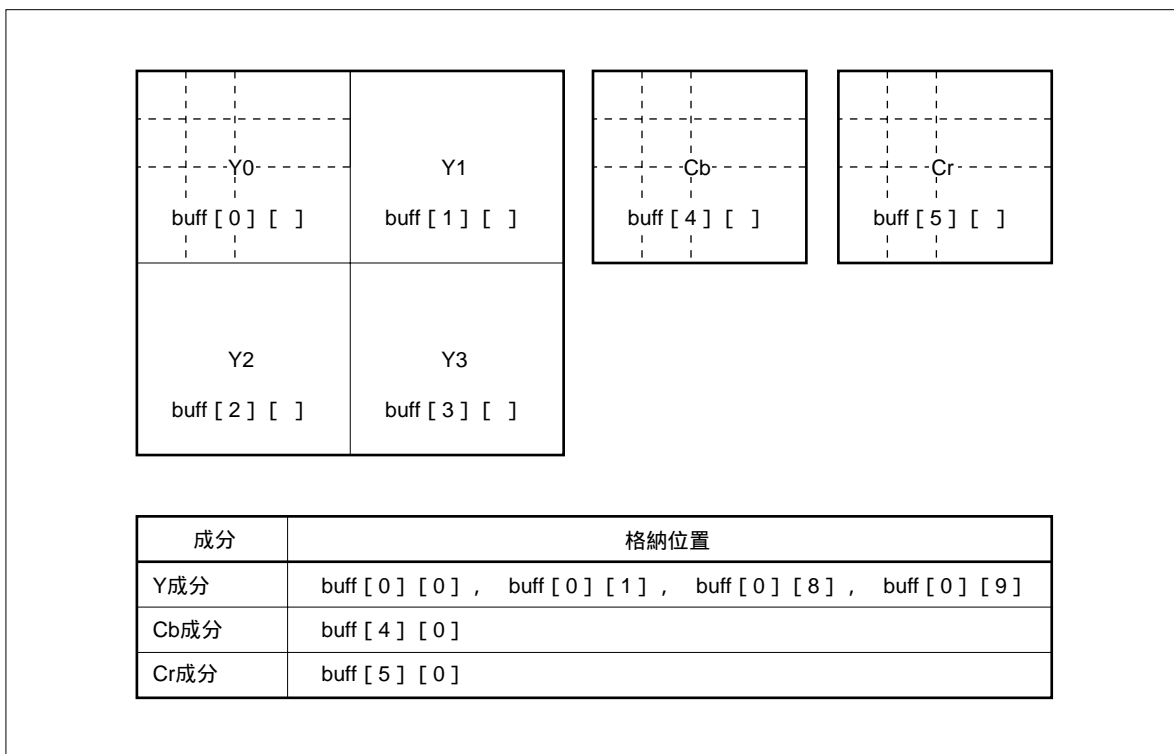 Y0 Y1 Cb Cr
buff [ 0 ] [ ] buff [ 1 ] [ ] buff [ 4 ] [ ] buff [ 5 ] [ ]
Y2 Y3
buff [ 2 ] [ ] buff [ 3 ] [ ]
成分 格納位置
Y成分 buff [ 0 ] [ 0 ] , buff [ 0 ] [ 1 ] , buff [ 0 ] [ 8 ] , buff [ 0 ] [ 9 ]
Cb成分 buff [ 4 ] [ 0 ]
Cr成分 buff [ 5 ] [ 0 ]